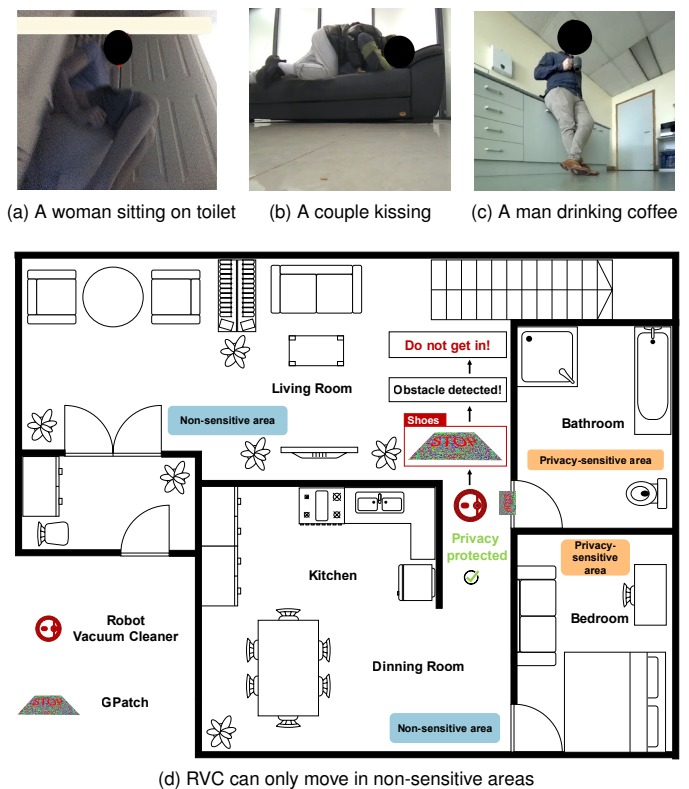 (a) A woman sitting on toilet
(b) A couple kissing
(c) A man drinking coffee
Do not get in!
Obstacle detected!
Living Room
Non-sensitive area
Shoes
STOP
Bathroom
Privacy-sensitive area
STOP
Privacy
protected
Privacy-
sensitive
area
Kitchen
Bedroom
Robot
Vacuum Cleaner
Dinning Room
STOP
GPatch
Non-sensitive area
(d) RVC can only move in non-sensitive areas